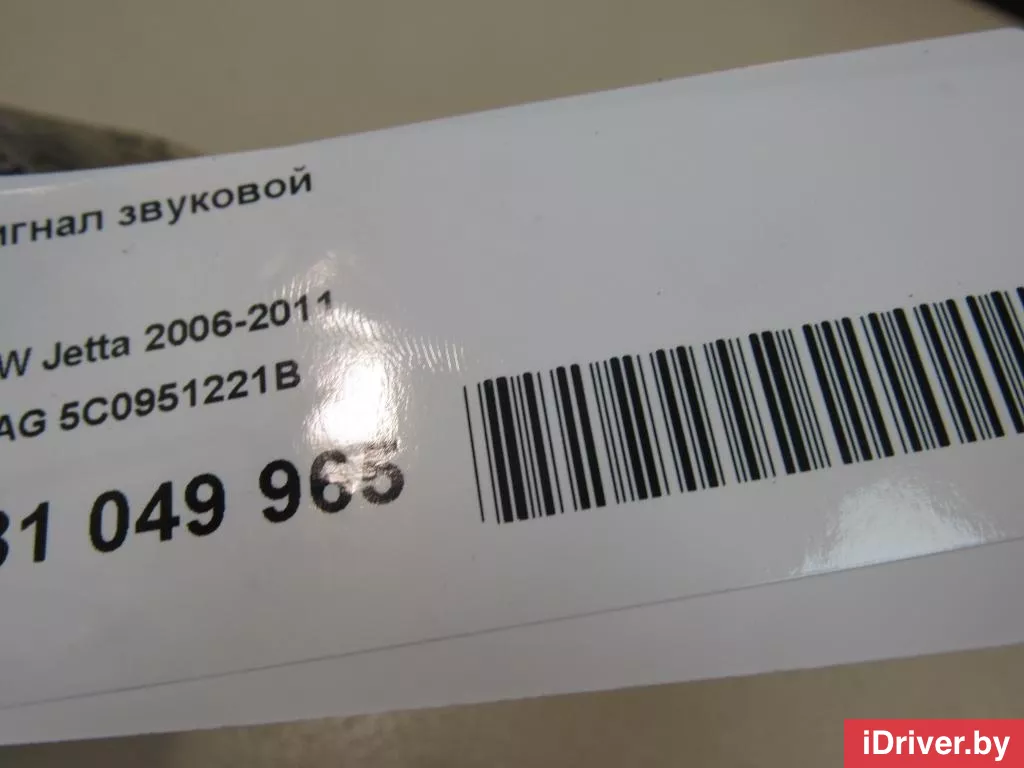 игнал звуковой
W Jetta 2006-2011
AG 5C0951221B
31 049 965
iDriver.by